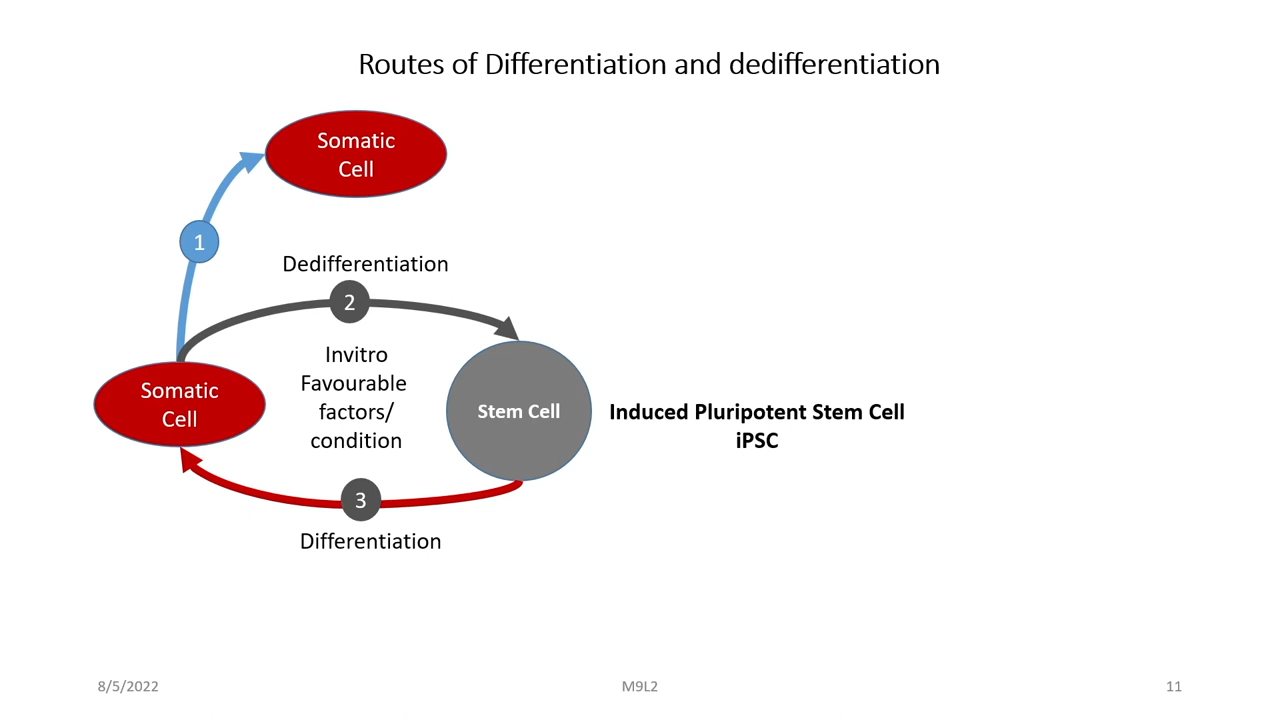 Routes of Differentiation and dedifferentiation
Somatic
Cell
1
Dedifferentiation
2
Invitro
Favourable
factors/
condition
Somatic
Cell
Stem Cell
Induced Pluripotent Stem Cell
iPSC
3
Differentiation
8/5/2022
M9L2
11